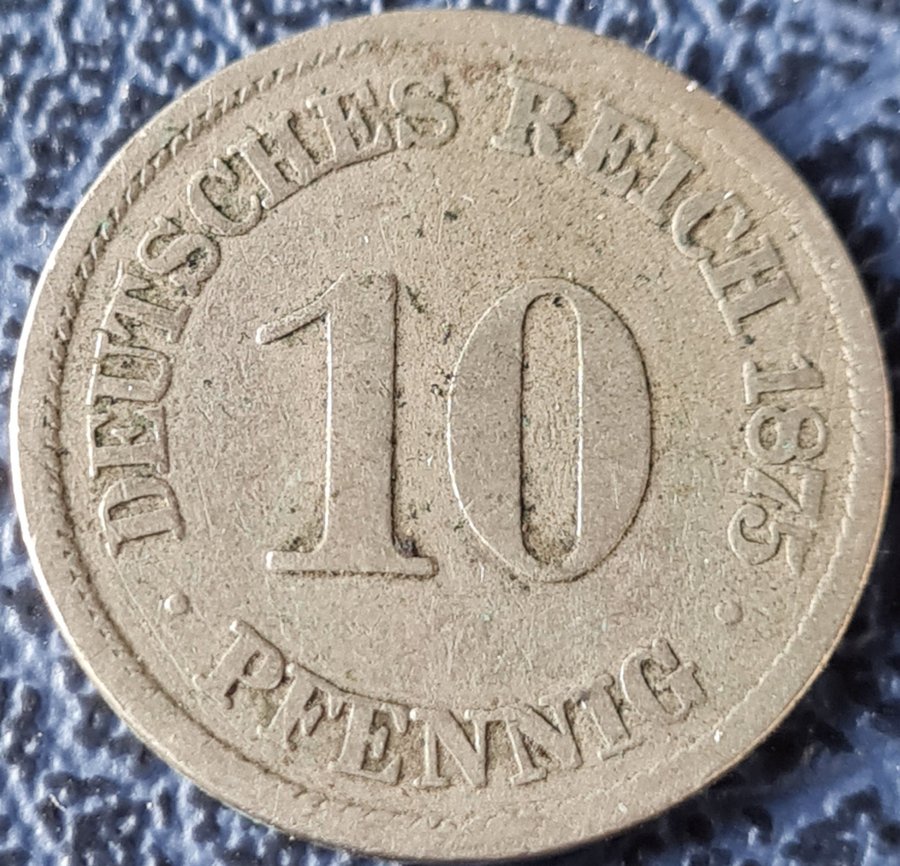 DEUTSCHES REICH. 1875
10
· PFENNIG ·